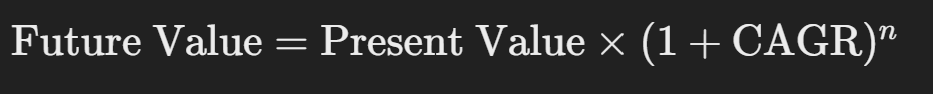 Future Value = Present Value × (1 + CAGR)ⁿ